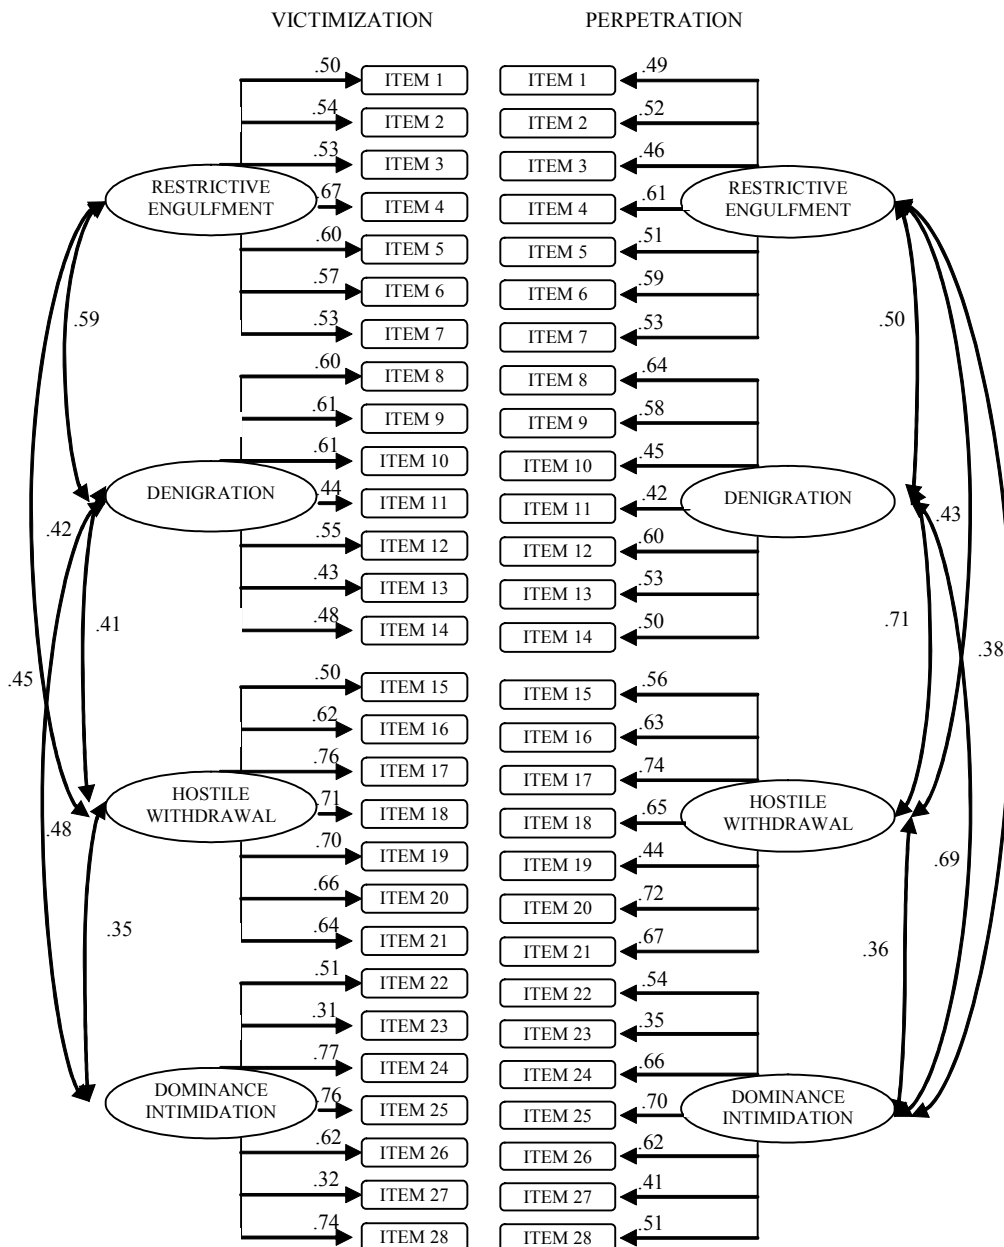 VICTIMIZATION PERPETRATION
.50 ITEM 1 ITEM 1 .49
.54 ITEM 2 ITEM 2 .52
.53 ITEM 3 ITEM 3 .46
RESTRICTIVE ENGULFMENT
.67 ITEM 4 ITEM 4 .61
RESTRICTIVE ENGULFMENT
.60 ITEM 5 ITEM 5 .51
.57 ITEM 6 ITEM 6 .59
.59 .50
.53 ITEM 7 ITEM 7 .53
.60 ITEM 8 ITEM 8 .64
.61 ITEM 9 ITEM 9 .58
.61 ITEM 10 ITEM 10 .45
DENIGRATION .44 ITEM 11 ITEM 11 .42 DENIGRATION
.42 .43
.55 ITEM 12 ITEM 12 .60
.43 ITEM 13 ITEM 13 .53
.41 .71
.48 ITEM 14 ITEM 14 .50
.45 .38
.50 ITEM 15 ITEM 15 .56
.62 ITEM 16 ITEM 16 .63
.76 ITEM 17 ITEM 17 .74
HOSTILE
WITHDRAWAL
.71 ITEM 18 ITEM 18 .65
HOSTILE
WITHDRAWAL
.48 .69
.70 ITEM 19 ITEM 19 .44
.66 ITEM 20 ITEM 20 .72
.35 .36
.64 ITEM 21 ITEM 21 .67
.51 ITEM 22 ITEM 22 .54
.31 ITEM 23 ITEM 23 .35
.77 ITEM 24 ITEM 24 .66
DOMINANCE
INTIMIDATION
.76 ITEM 25 ITEM 25 .70
DOMINANCE
INTIMIDATION
.62 ITEM 26 ITEM 26 .62
.32 ITEM 27 ITEM 27 .41
.74 ITEM 28 ITEM 28 .51